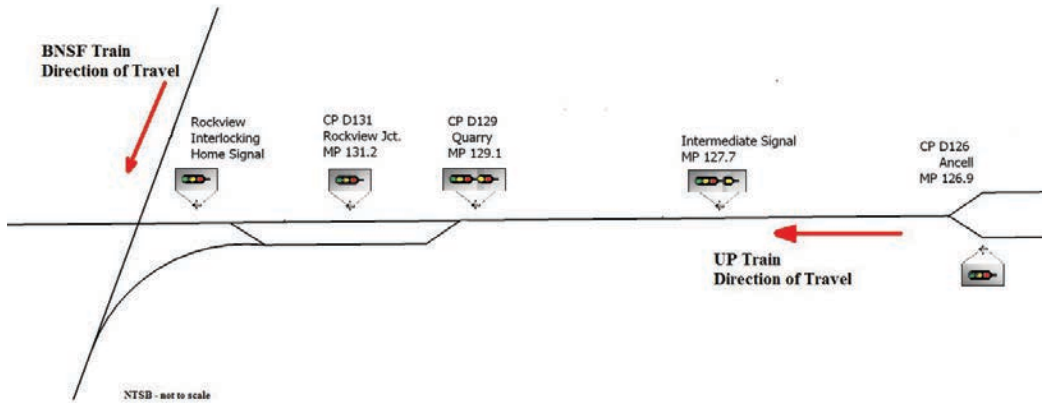 BNSF Train
Direction of Travel
Rockview
Interlocking
Home Signal
CP D131
Rockview Jct.
MP 131.2
CP D129
Quarry
MP 129.1
Intermediate Signal
MP 127.7
CP D126
Ancell
MP 126.9
UP Train
Direction of Travel
NTSB - not to scale